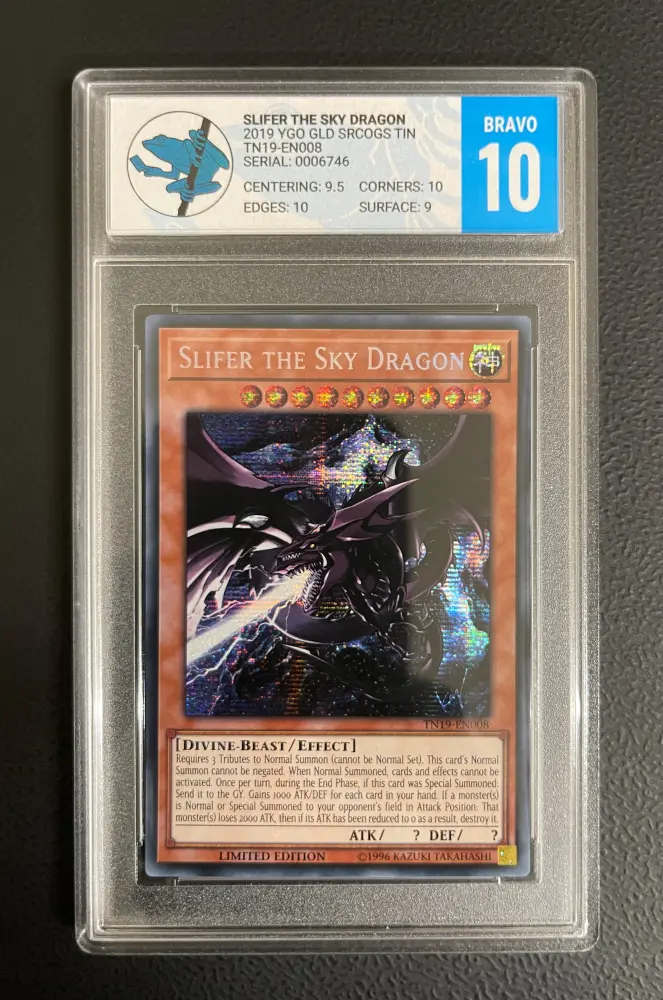 SLIFER THE SKY DRAGON
2019 YGO GLD SRCOGS TIN
TN19-EN008
SERIAL: 0006746
CENTERING: 9.5 CORNERS: 10
EDGES: 10 SURFACE: 9
BRAVO
10
SLIFER THE SKY DRAGON
神
TN19-EN008
[DIVINE-BEAST/EFFECT]
Requires 3 Tributes to Normal Summon (cannot be Normal Set). This card's Normal
Summon cannot be negated. When Normal Summoned, cards and effects cannot be
activated. Once per turn, during the End Phase, if this card was Special Summoned:
Send it to the GY. Gains 1000 ATK/DEF for each card in your hand. If a monster(s)
is Normal or Special Summoned to your opponent's field in Attack Position: That
monster(s) loses 2000 ATK, then if its ATK has been reduced to 0 as a result, destroy it.
ATK/ ? DEF/ ?
LIMITED EDITION ©1996 KAZUKI TAKAHASHI